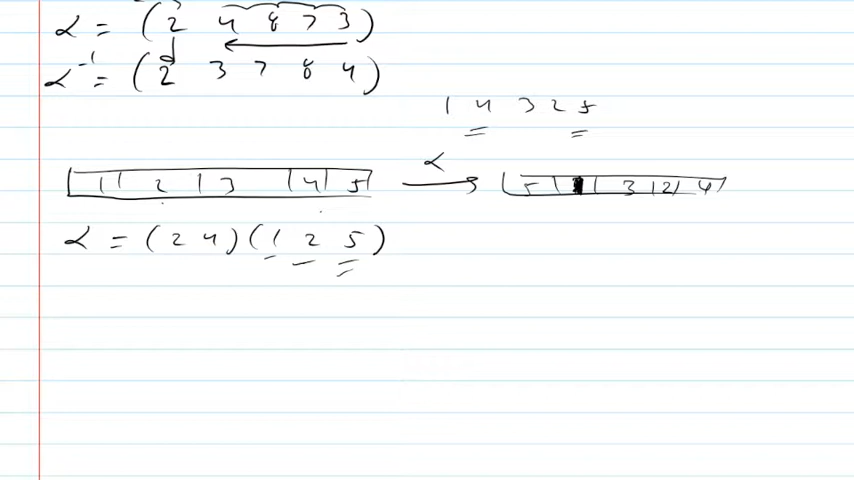 α = (2 4 8 7 3)
α⁻¹ = (2 3 7 8 4)
1 4 3 2 5
1 | 2 | 3 | 4 | 5
α
5 | | 3 | 2 | 4
α = (2 4)(1 2 5)